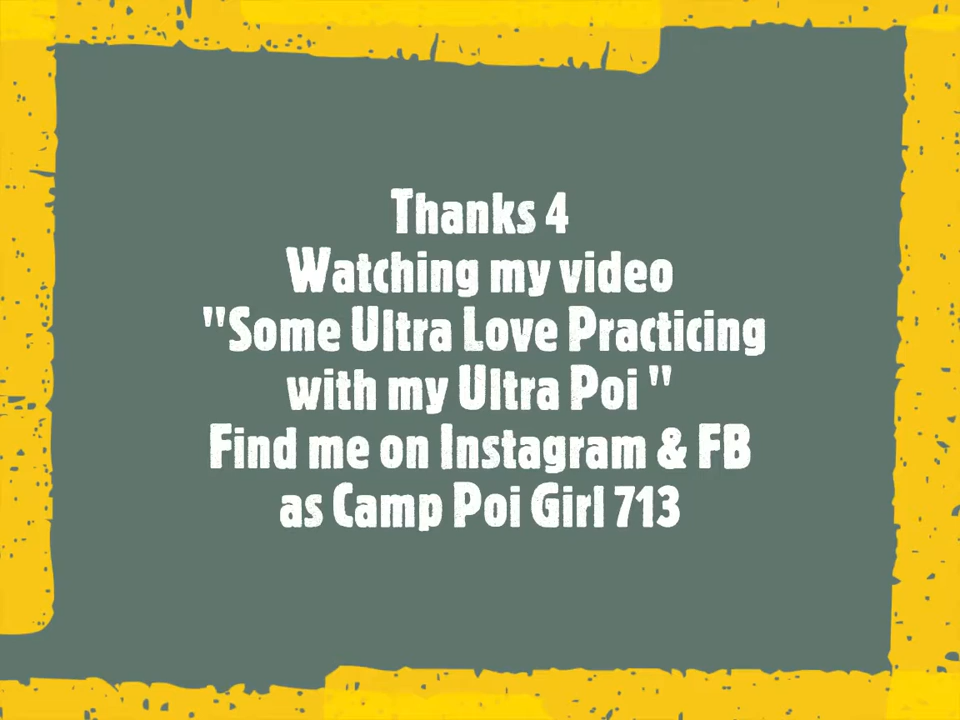 Thanks 4
Watching my video
"Some Ultra Love Practicing
with my Ultra Poi "
Find me on Instagram & FB
as Camp Poi Girl 713